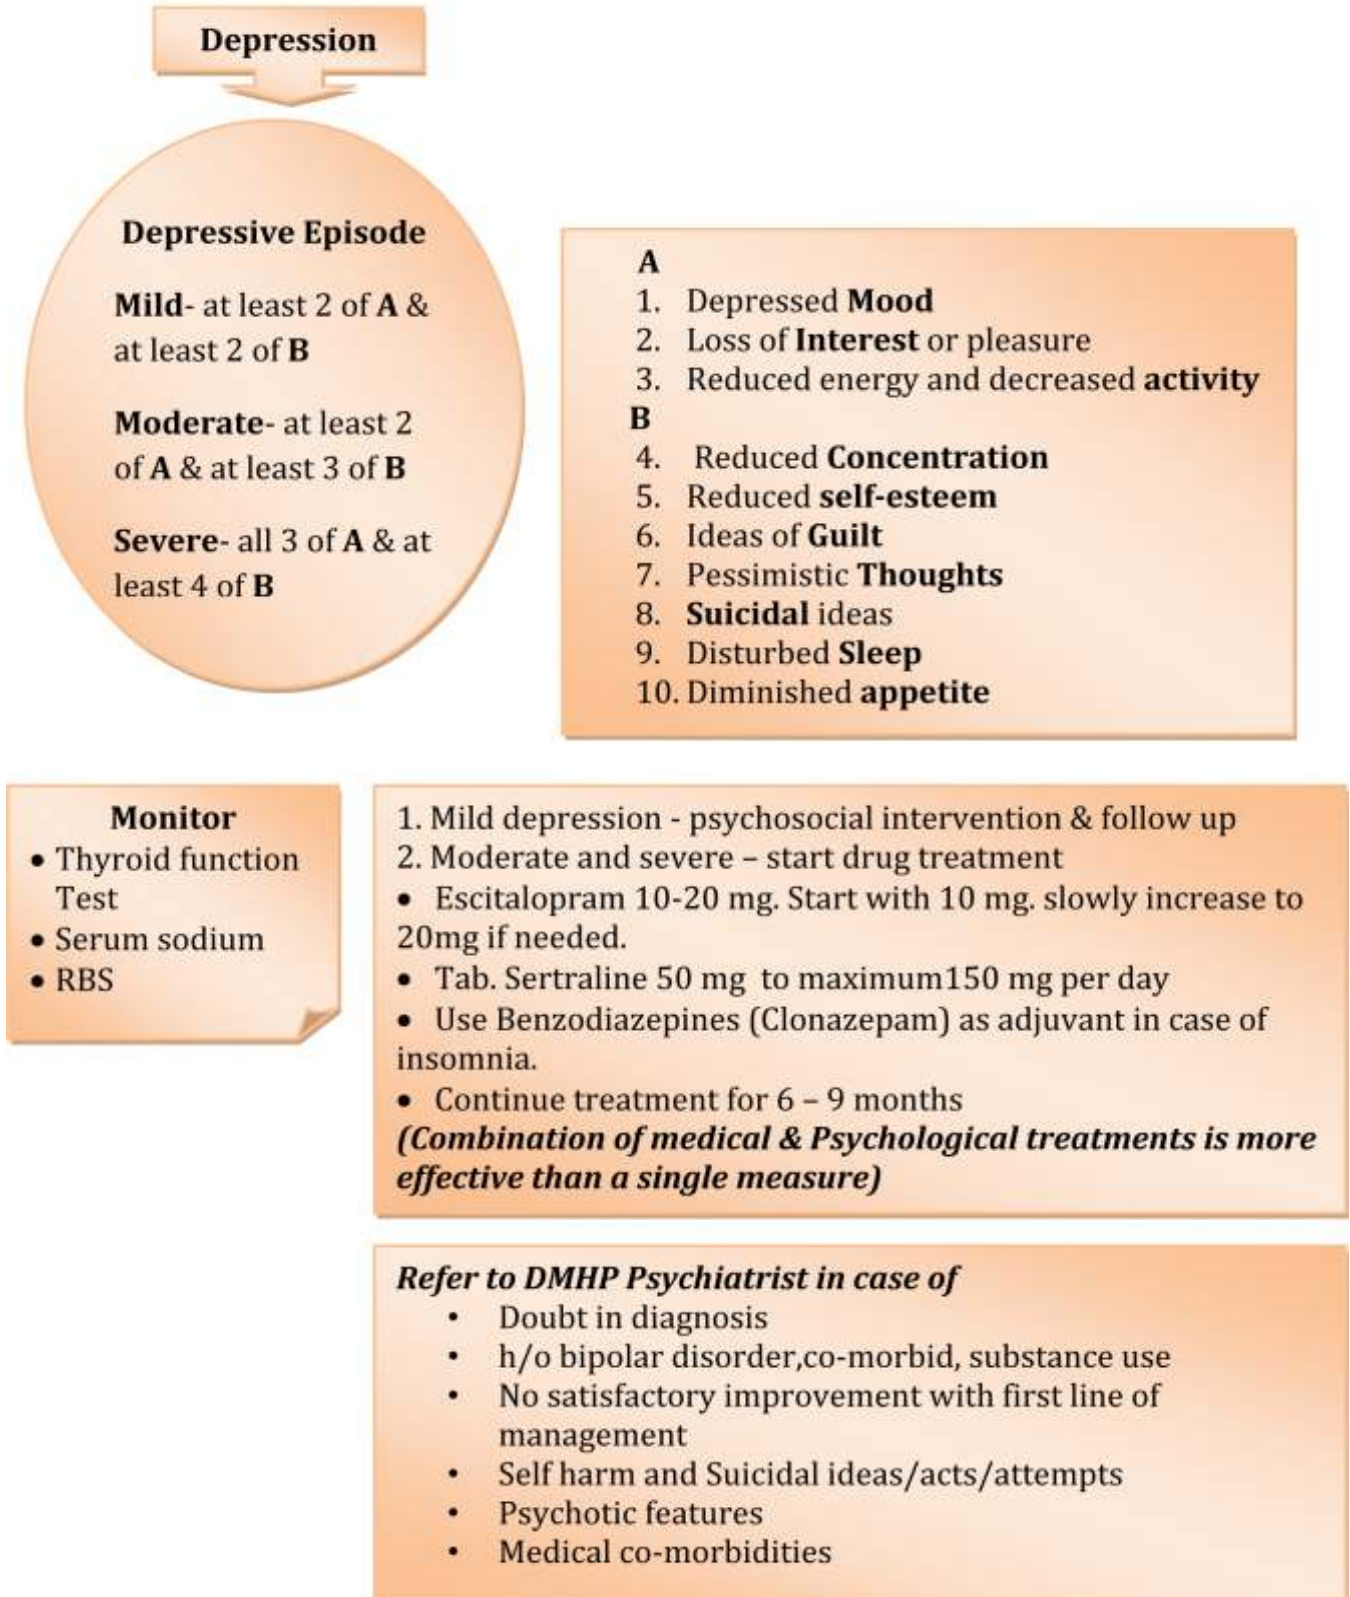 Depression
Depressive Episode
Mild- at least 2 of A &
at least 2 of B
Moderate- at least 2
of A & at least 3 of B
Severe- all 3 of A & at
least 4 of B
A
1. Depressed Mood
2. Loss of Interest or pleasure
3. Reduced energy and decreased activity
B
4. Reduced Concentration
5. Reduced self-esteem
6. Ideas of Guilt
7. Pessimistic Thoughts
8. Suicidal ideas
9. Disturbed Sleep
10. Diminished appetite
Monitor
• Thyroid function
Test
• Serum sodium
• RBS
1. Mild depression - psychosocial intervention & follow up
2. Moderate and severe – start drug treatment
• Escitalopram 10-20 mg. Start with 10 mg. slowly increase to
20mg if needed.
• Tab. Sertraline 50 mg to maximum150 mg per day
• Use Benzodiazepines (Clonazepam) as adjuvant in case of
insomnia.
• Continue treatment for 6 – 9 months
(Combination of medical & Psychological treatments is more
effective than a single measure)
Refer to DMHP Psychiatrist in case of
• Doubt in diagnosis
• h/o bipolar disorder,co-morbid, substance use
• No satisfactory improvement with first line of
management
• Self harm and Suicidal ideas/acts/attempts
• Psychotic features
• Medical co-morbidities